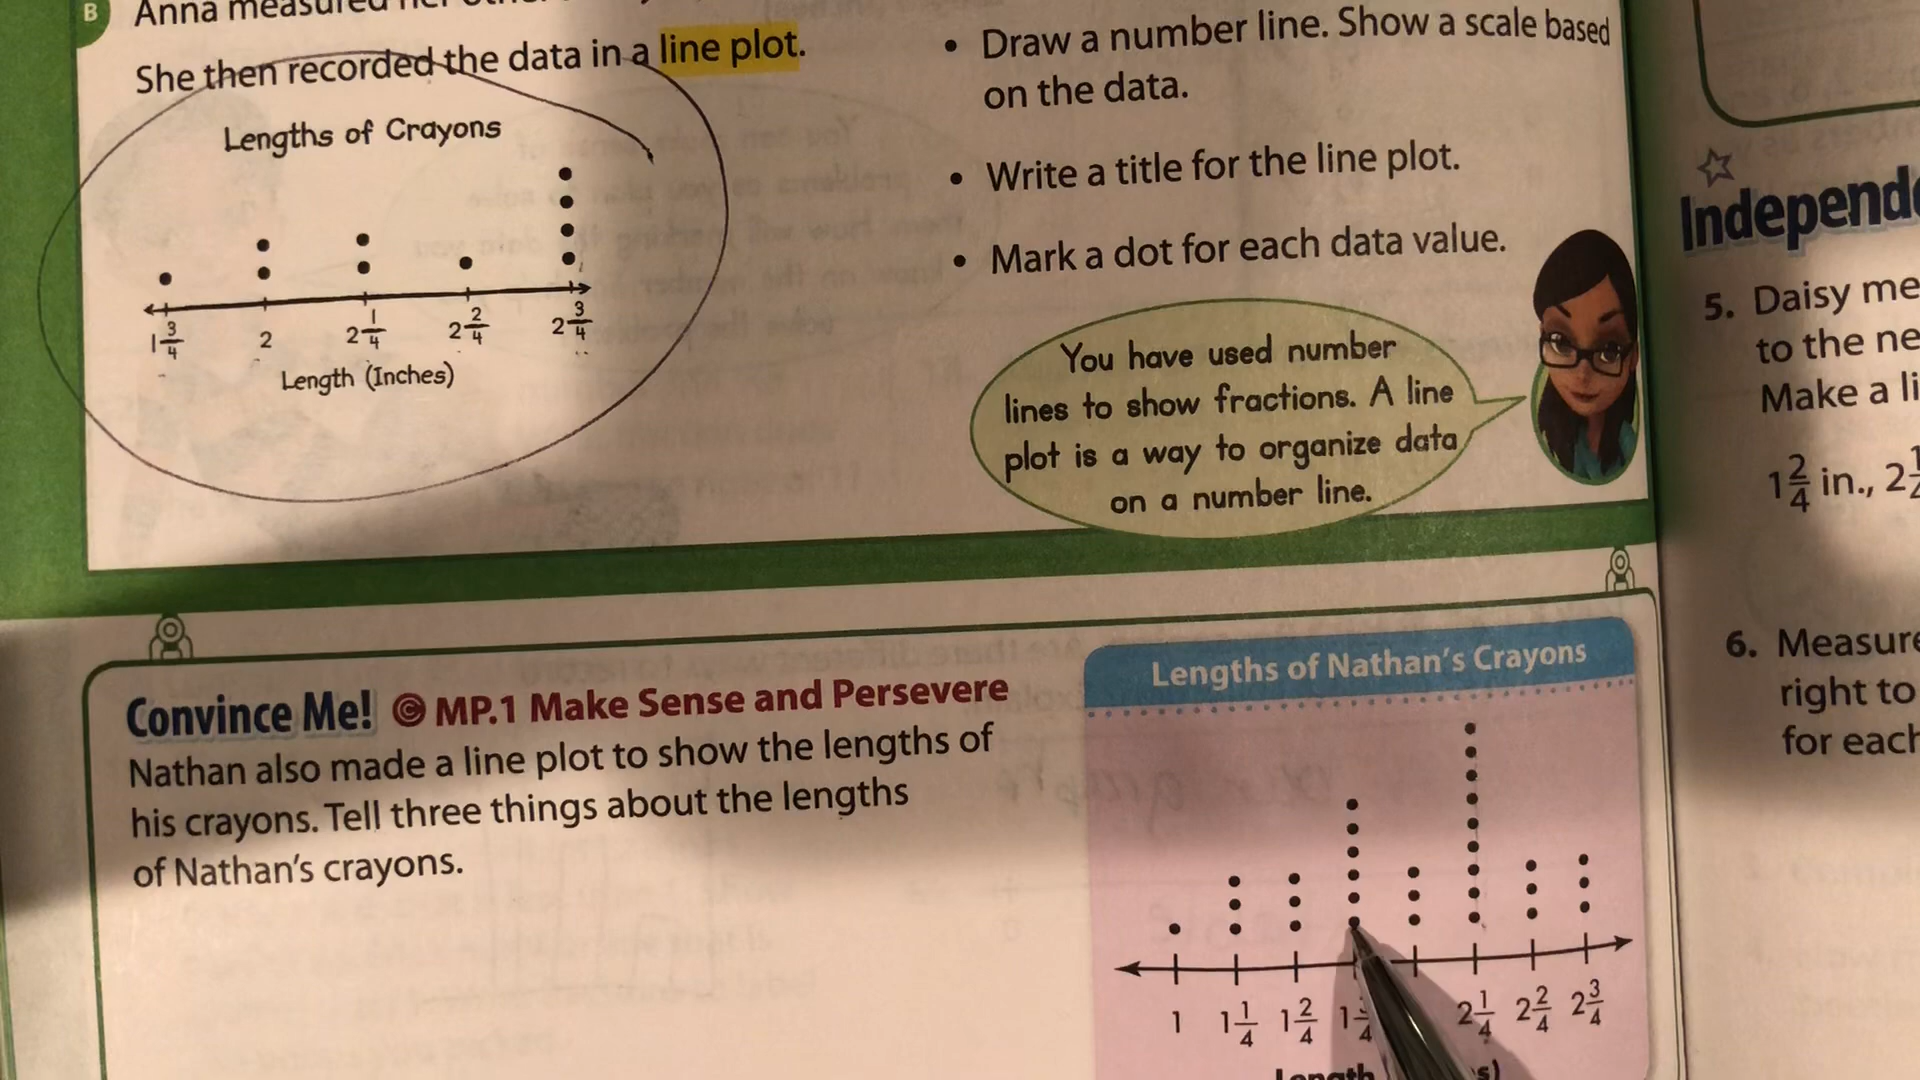 B
Anna measured
She then recorded the data in a line plot.
Lengths of Crayons
1 3/4 2 2 1/4 2 2/4 2 3/4
Length (Inches)
• Draw a number line. Show a scale based
on the data.
• Write a title for the line plot.
• Mark a dot for each data value.
You have used number
lines to show fractions. A line
plot is a way to organize data
on a number line.
Convince Me! © MP.1 Make Sense and Persevere
Nathan also made a line plot to show the lengths of
his crayons. Tell three things about the lengths
of Nathan's crayons.
Lengths of Nathan's Crayons
1 1 1/4 1 2/4 2 1/4 2 2/4 2 3/4
Length
Independ
5. Daisy me
to the ne
Make a li
1 2/4 in., 2
6. Measure
right to
for each